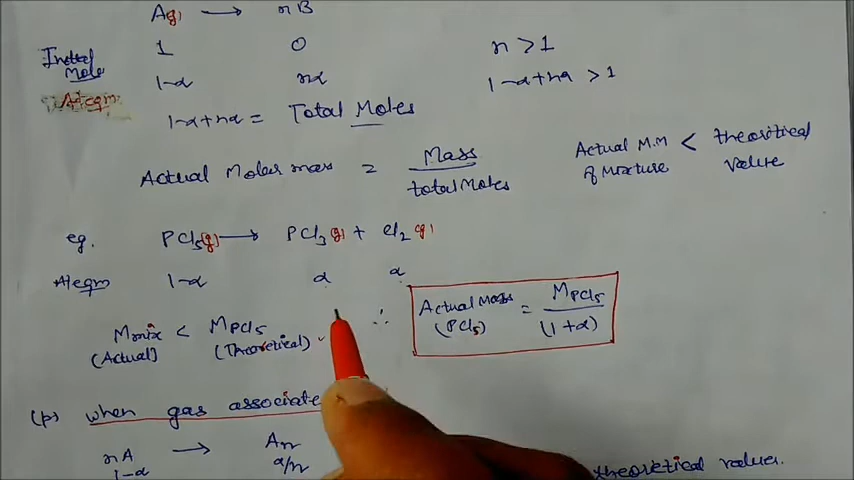 A(g) → nB
Initial Mole 1 0 n > 1
At eqm 1-α nα 1-α+nα > 1
1-α+nα = Total Moles
Actual Molar mass = Mass / total Moles
Actual M.M of Mixture < theoritical value
eg. PCl5(g) → PCl3(g) + Cl2(g)
At eqm 1-α α α
Mmix (Actual) < MPCl5 (Theoretical)
∴ Actual Mass (PCl5) = MPCl5 / (1+α)
(b) when gas associate
nA → An
1-α α/n
theoretical values.